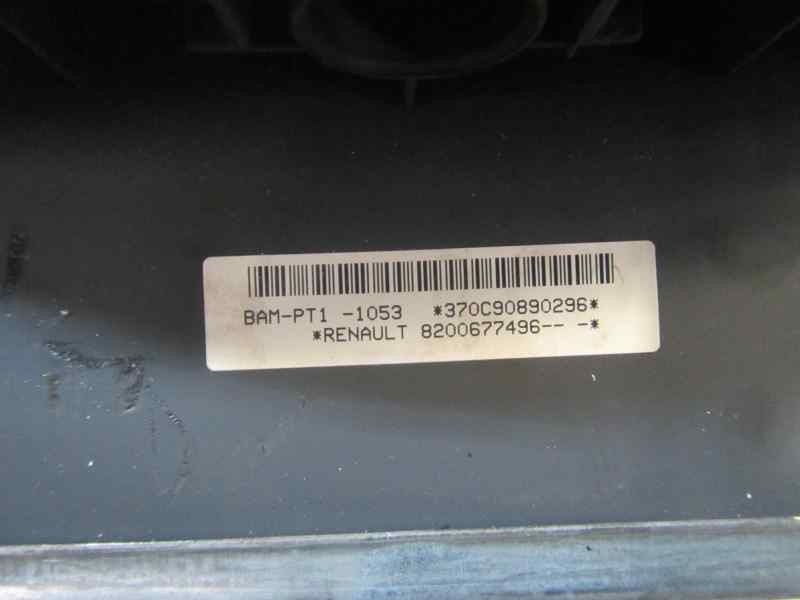 BAM-PT1 -1053 *370C90890296*
*RENAULT 8200677496-- -*